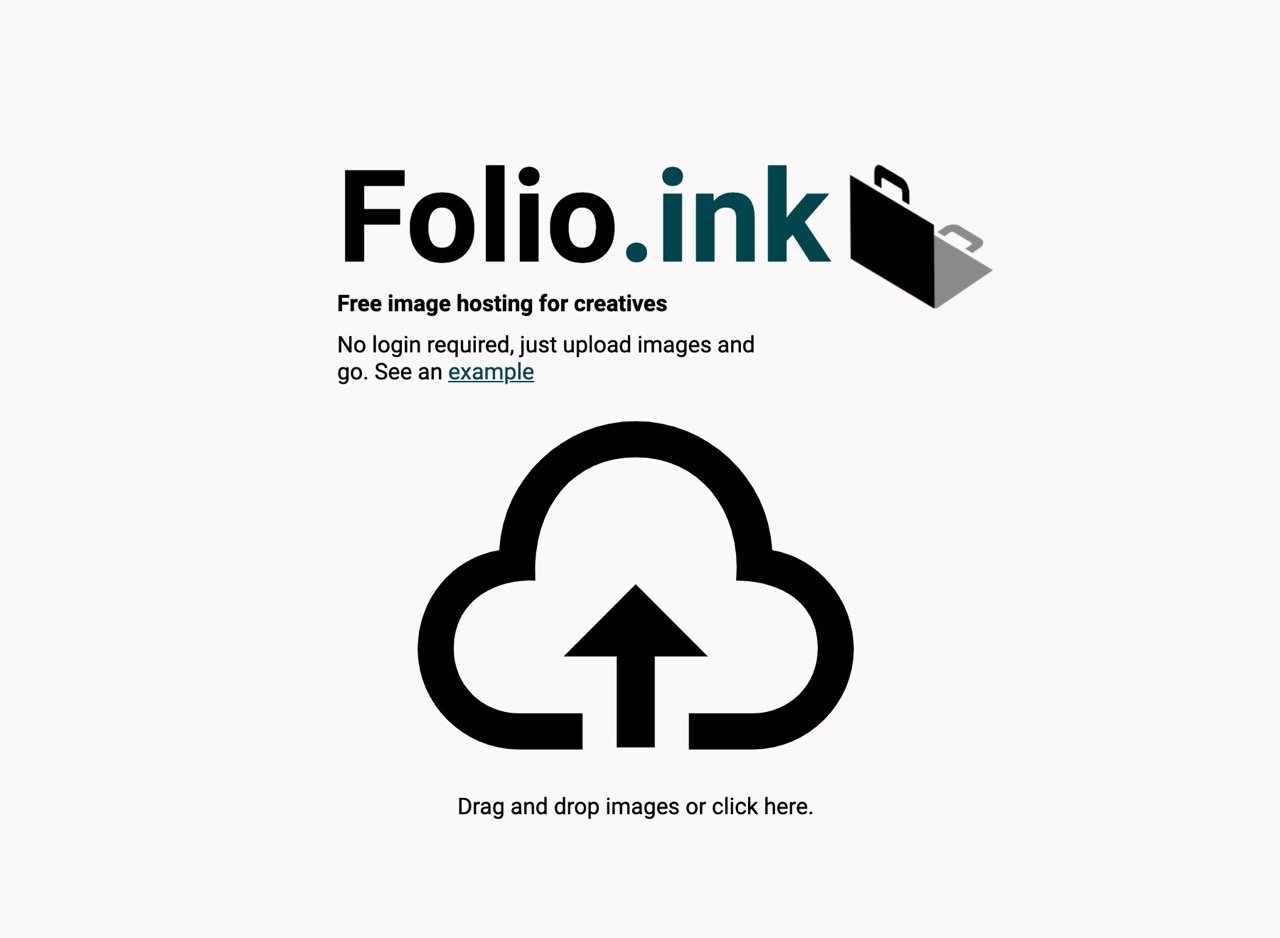 Folio.ink
Free image hosting for creatives
No login required, just upload images and
go. See an example
Drag and drop images or click here.